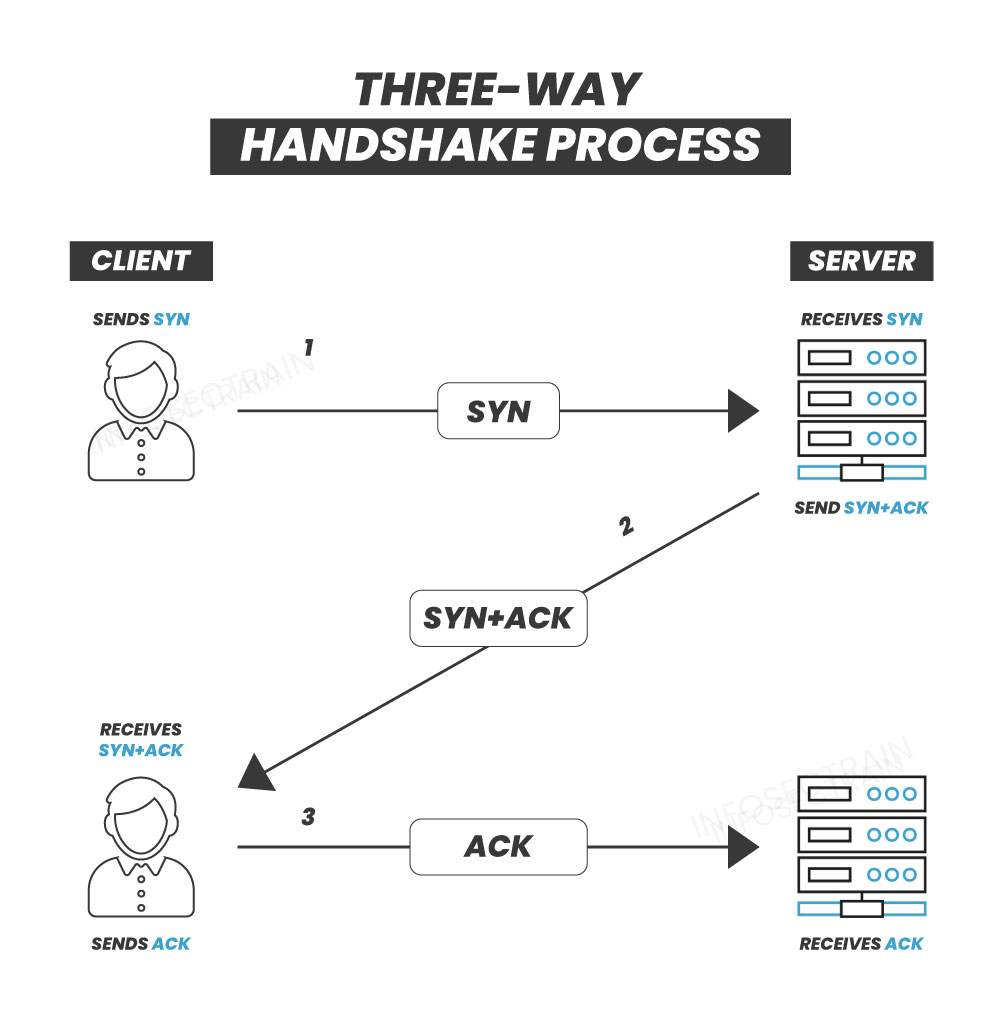 THREE-WAY
HANDSHAKE PROCESS
CLIENT
SERVER
SENDS SYN
RECEIVES SYN
1
INFOSECTRAIN
SYN
SEND SYN+ACK
2
SYN+ACK
RECEIVES
SYN+ACK
INFOSECTRAIN
3
ACK
SENDS ACK
RECEIVES ACK